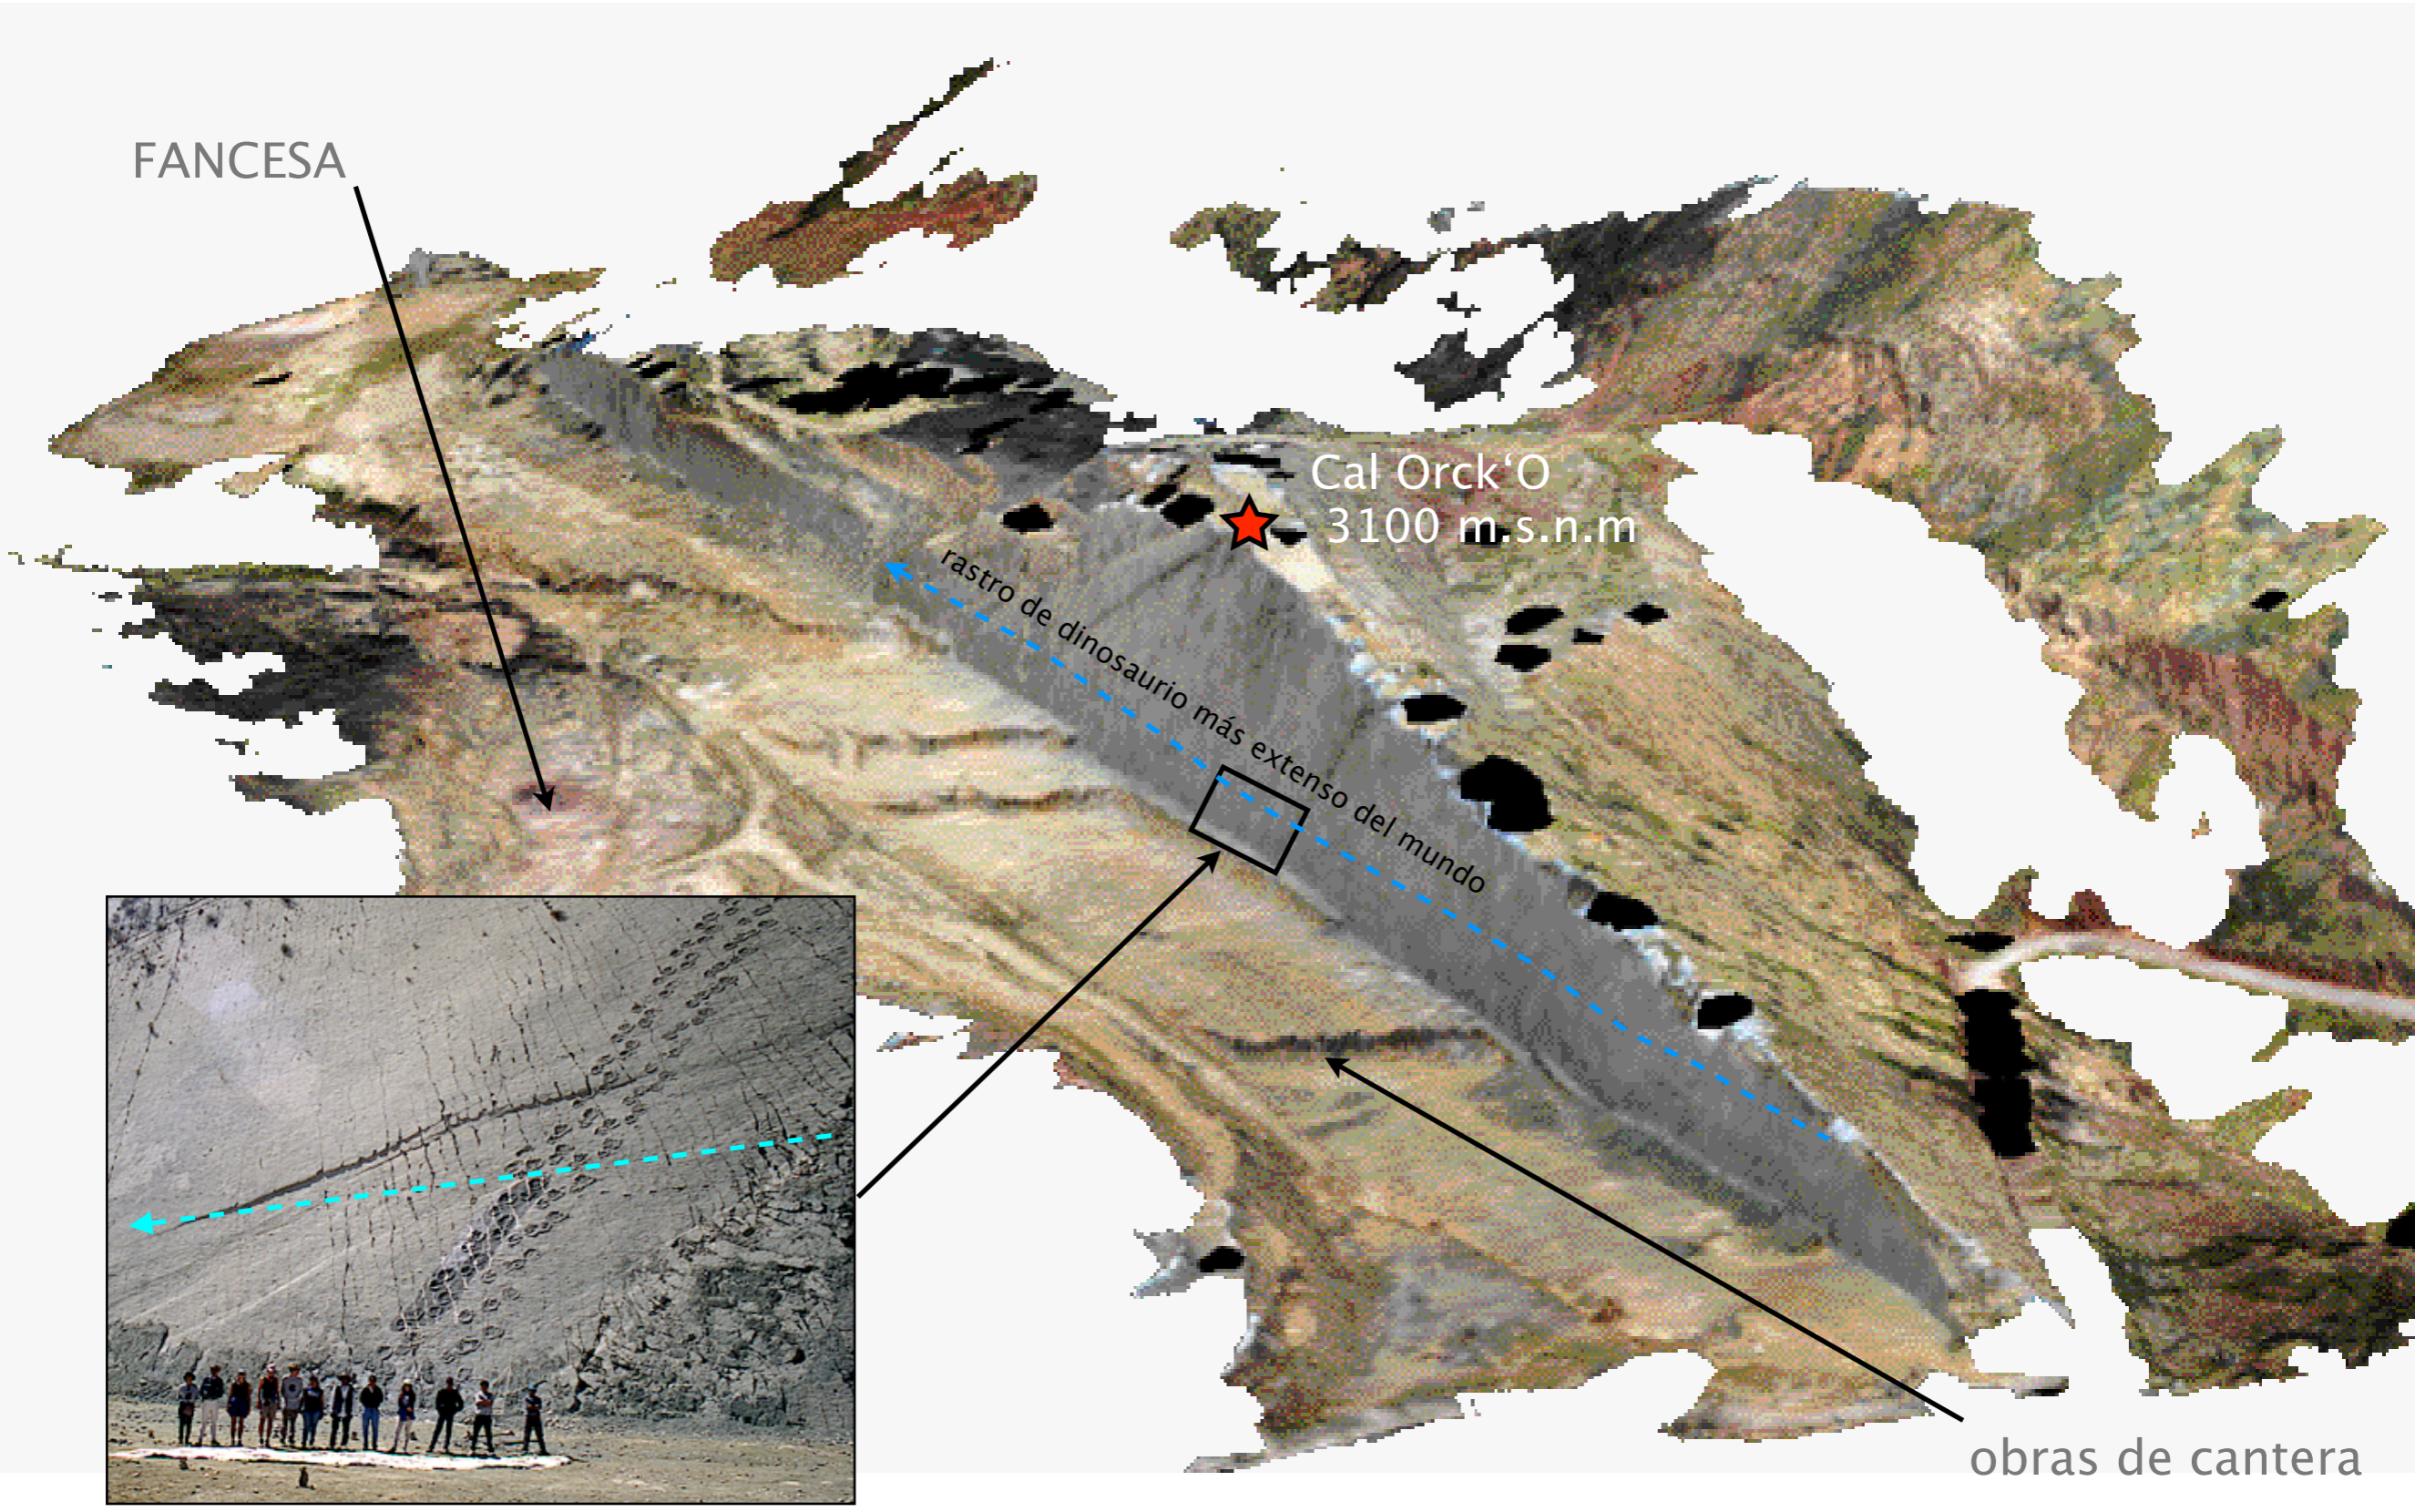 FANCESA
Cal Orck‘O
3100 m.s.n.m
rastro de dinosaurio más extenso del mundo
obras de cantera